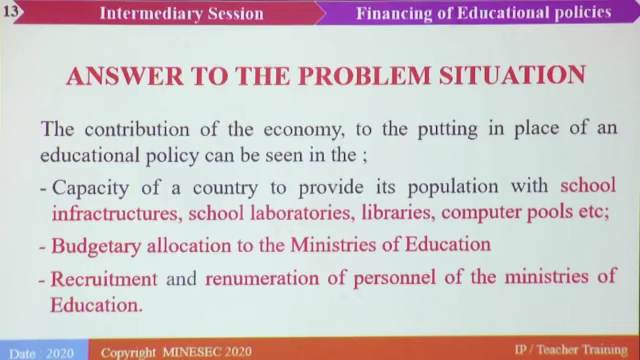 13
Intermediary Session
Financing of Educational policies
ANSWER TO THE PROBLEM SITUATION
The contribution of the economy, to the putting in place of an
educational policy can be seen in the ;
- Capacity of a country to provide its population with school
infractructures, school laboratories, libraries, computer pools etc;
- Budgetary allocation to the Ministries of Education
- Recruitment and renumeration of personnel of the ministries of
Education.
Date : 2020
Copyright MINESEC 2020
IP / Teacher Training